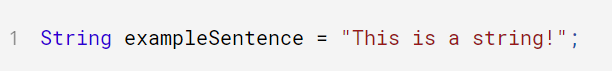 1 String exampleSentence = "This is a string!";